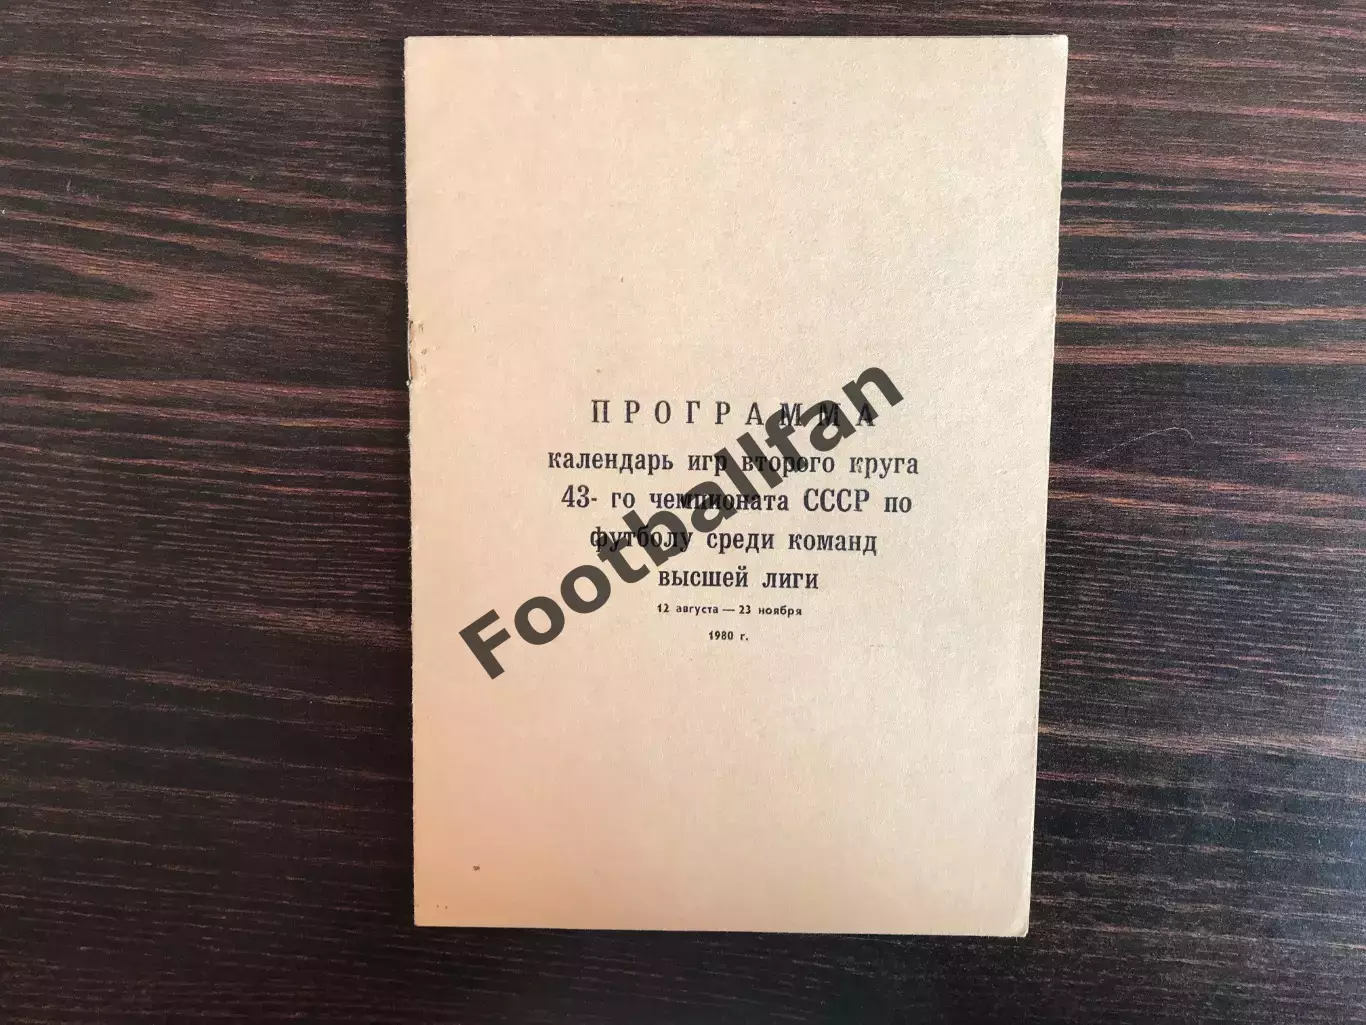 ПРОГРАММА
календарь игр второго круга
43- го чемпионата СССР по
футболу среди команд
высшей лиги
12 августа — 23 ноября
1980 г.
Footballfan